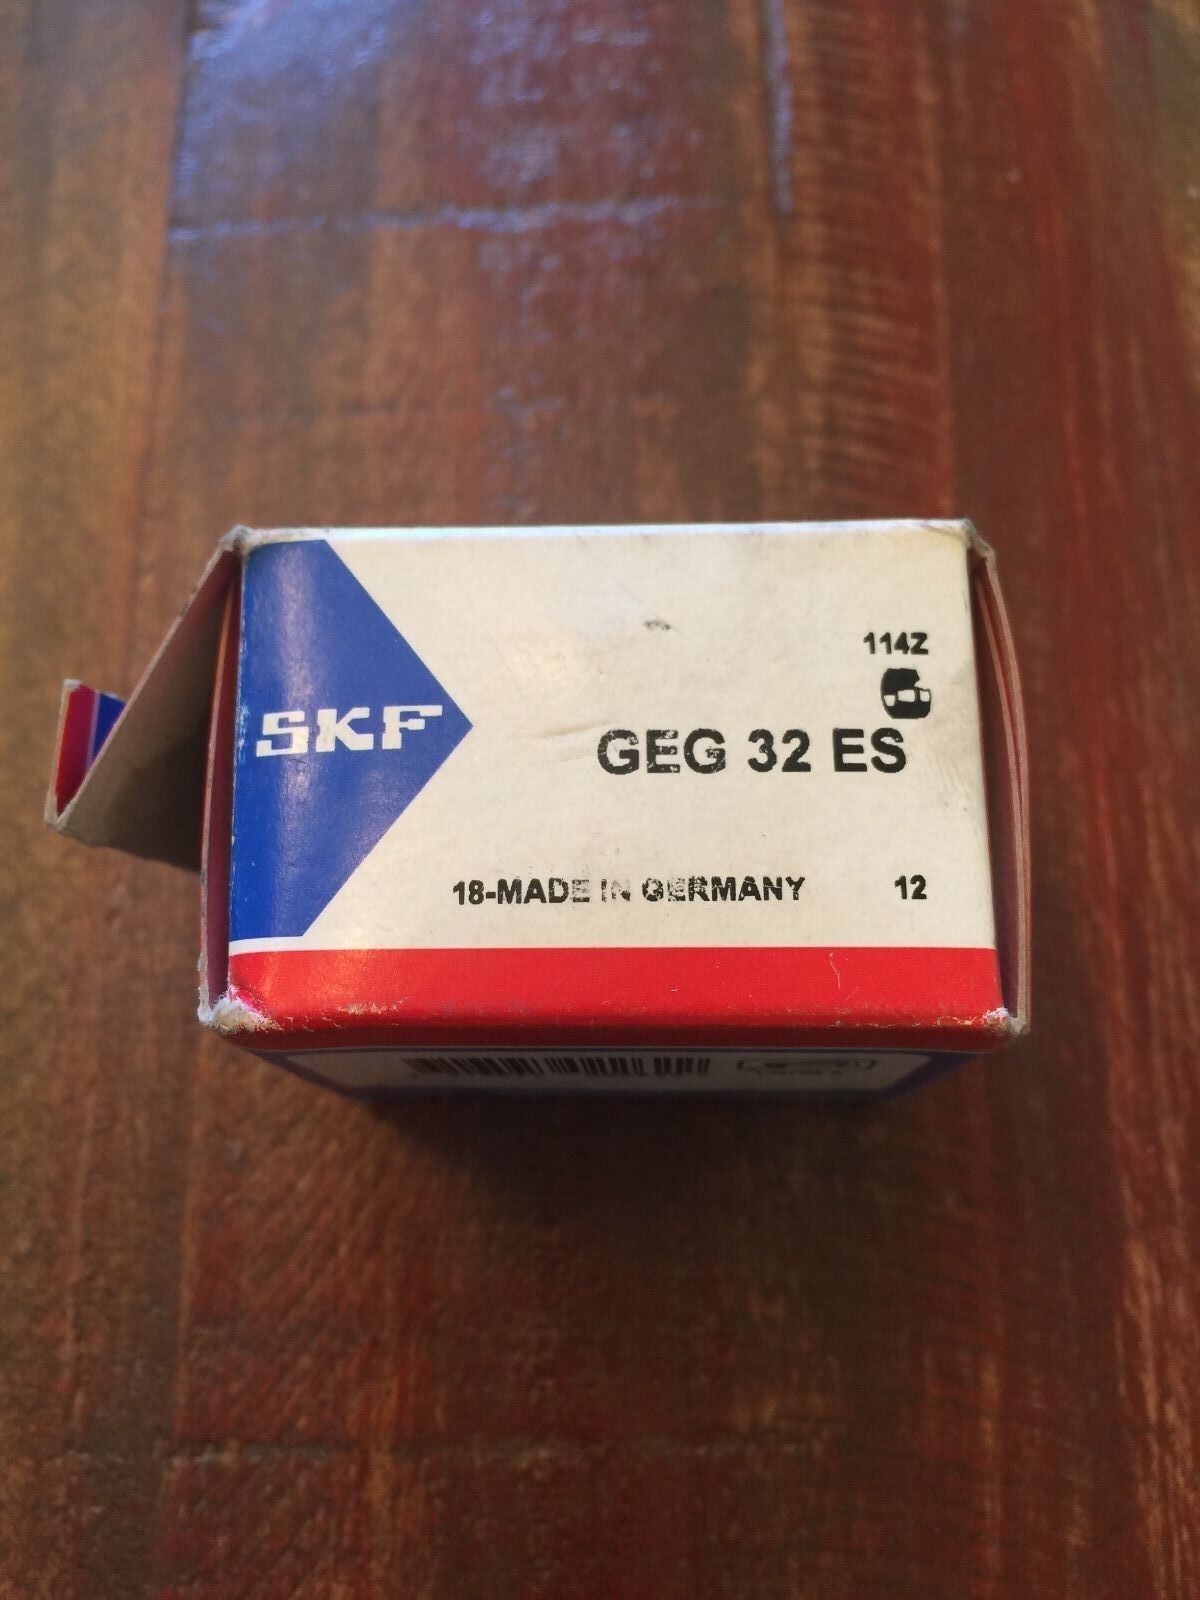 114Z
SKF
GEG 32 ES
18-MADE IN GERMANY 12